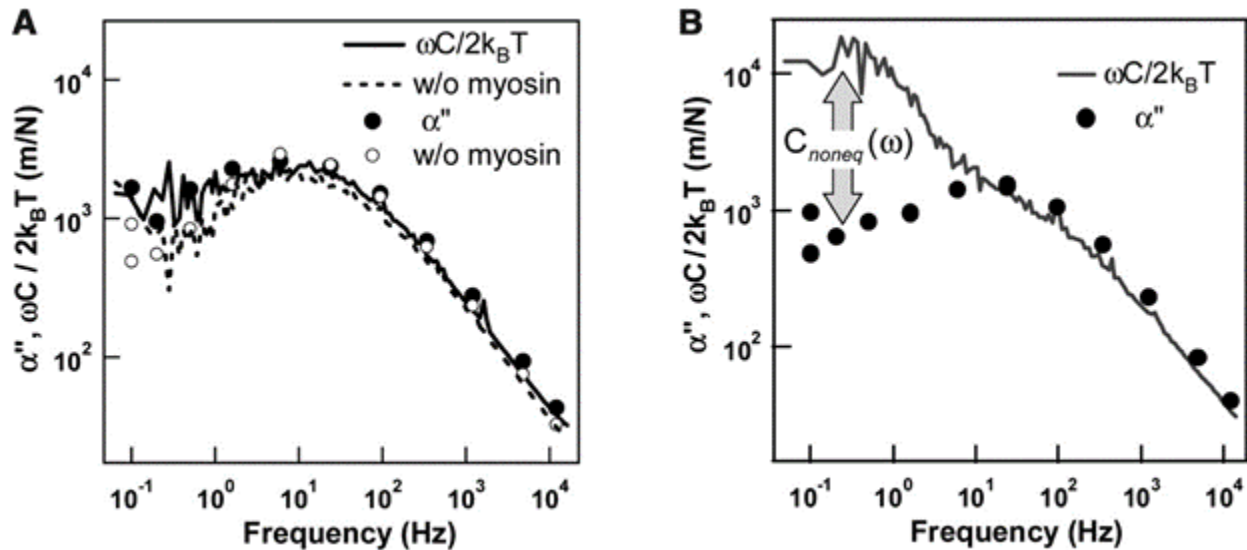 A
ωC/2k_BT
w/o myosin
α"
w/o myosin
α", ωC / 2k_BT (m/N)
10^4
10^3
10^2
10^-1 10^0 10^1 10^2 10^3 10^4
Frequency (Hz)
B
ωC/2k_BT
α"
C_noneq(ω)
α", ωC / 2k_BT (m/N)
10^4
10^3
10^2
10^-1 10^0 10^1 10^2 10^3 10^4
Frequency (Hz)